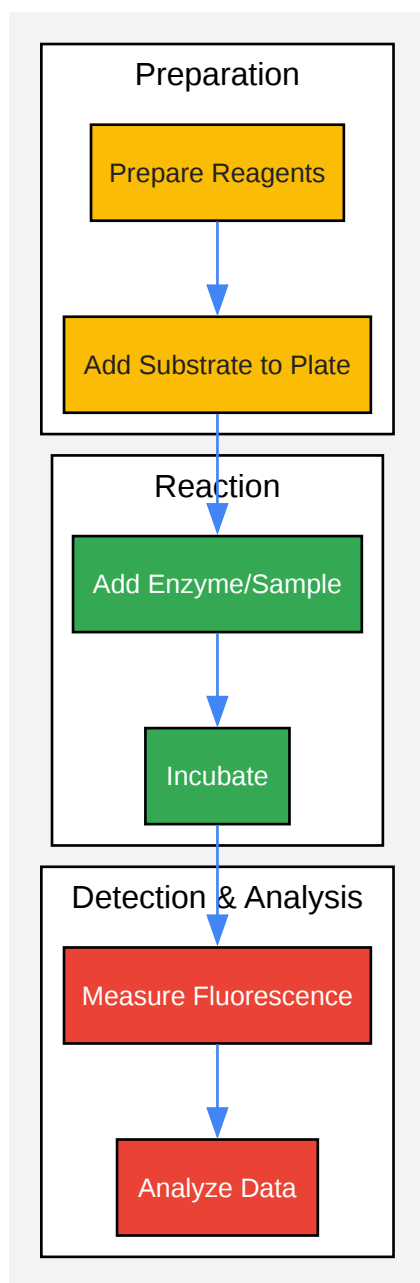 Preparation
Prepare Reagents
Add Substrate to Plate
Reaction
Add Enzyme/Sample
Incubate
Detection & Analysis
Measure Fluorescence
Analyze Data